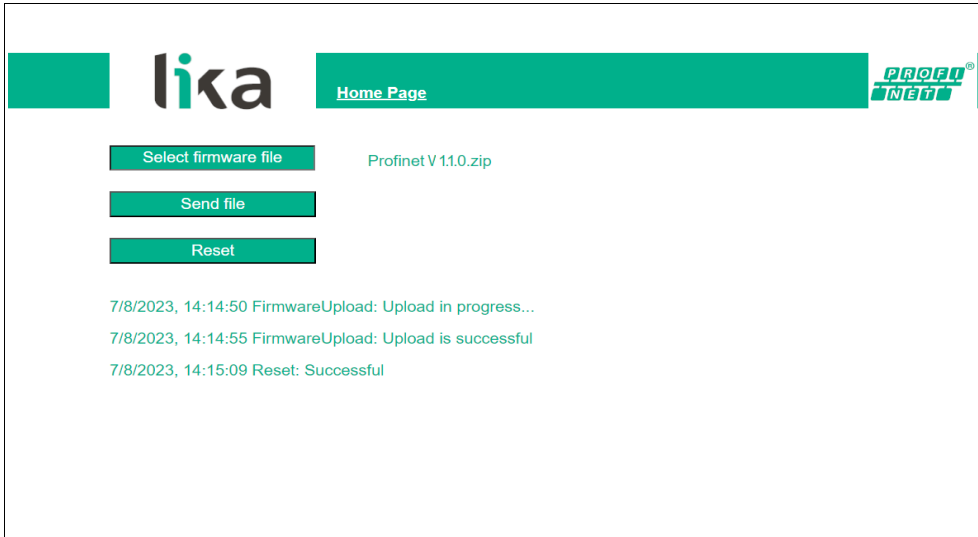 lika
Home Page
PROFI®
NET
Select firmware file
Profinet V 1.1.0.zip
Send file
Reset
7/8/2023, 14:14:50 FirmwareUpload: Upload in progress...
7/8/2023, 14:14:55 FirmwareUpload: Upload is successful
7/8/2023, 14:15:09 Reset: Successful